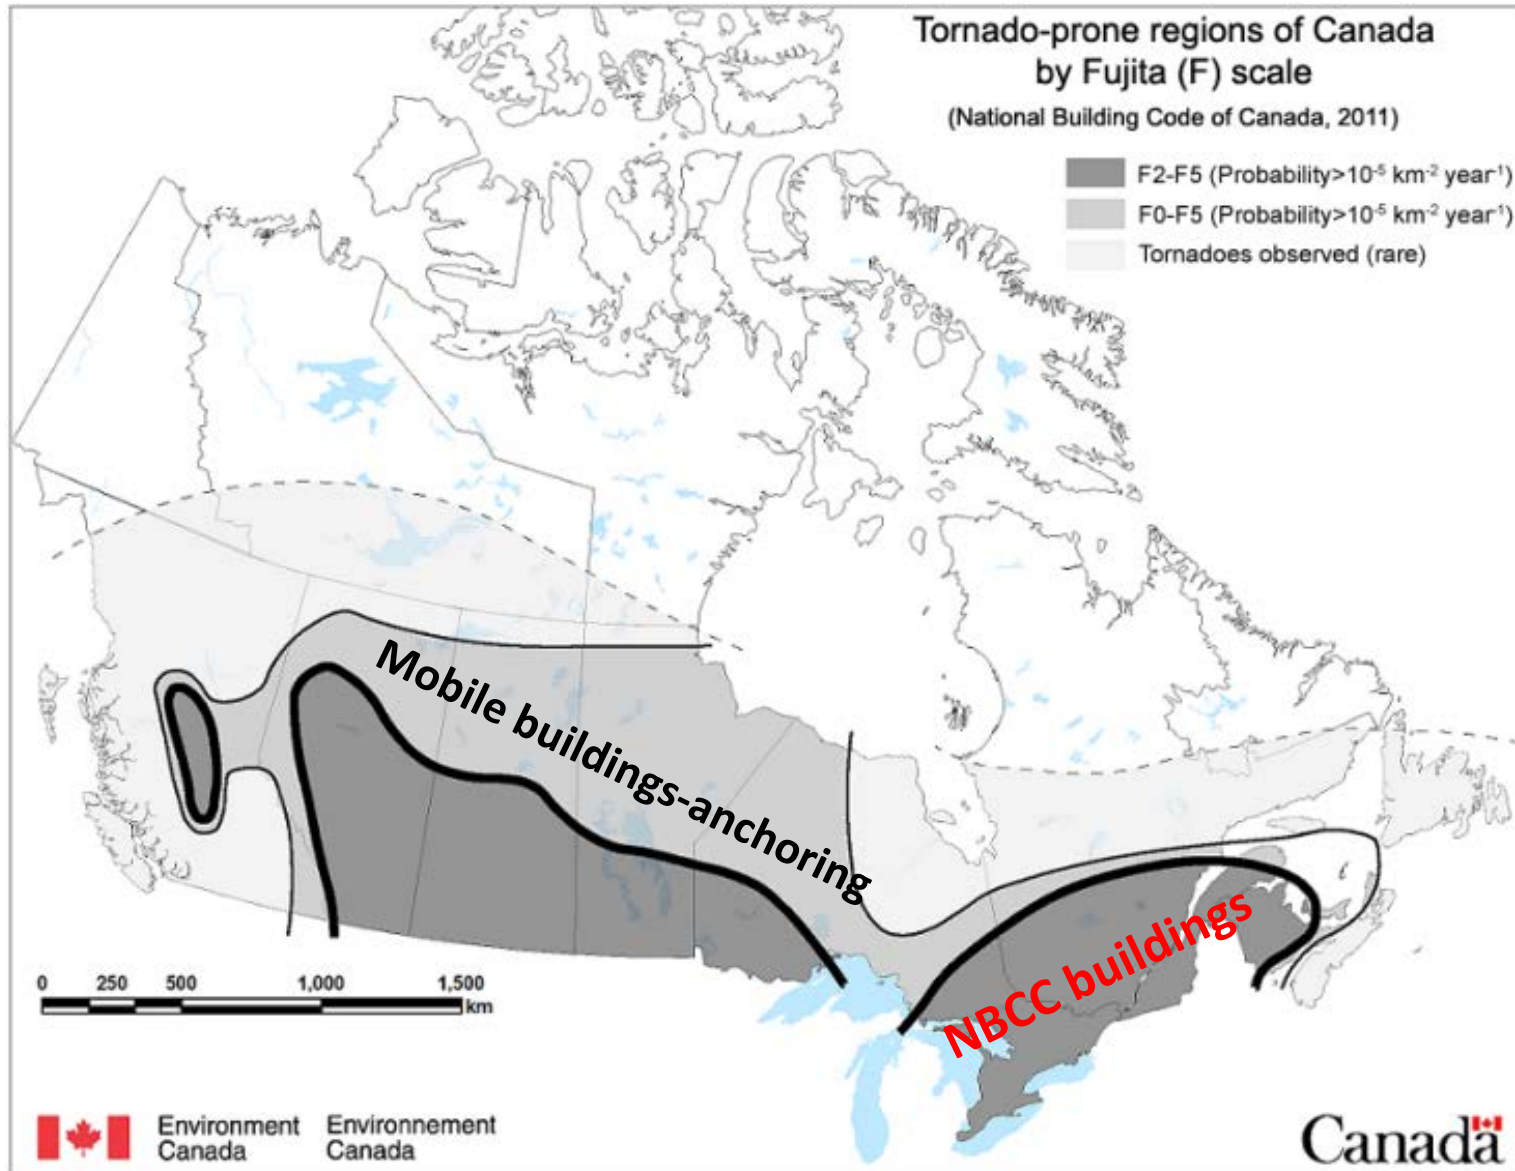 Tornado-prone regions of Canada
by Fujita (F) scale
(National Building Code of Canada, 2011)
F2-F5 (Probability>10⁻⁵ km⁻² year⁻¹)
F0-F5 (Probability>10⁻⁵ km⁻² year⁻¹)
Tornadoes observed (rare)
Mobile buildings-anchoring
NBCC buildings
0 250 500 1,000 1,500
km
Environment Environnement
Canada Canada
Canada